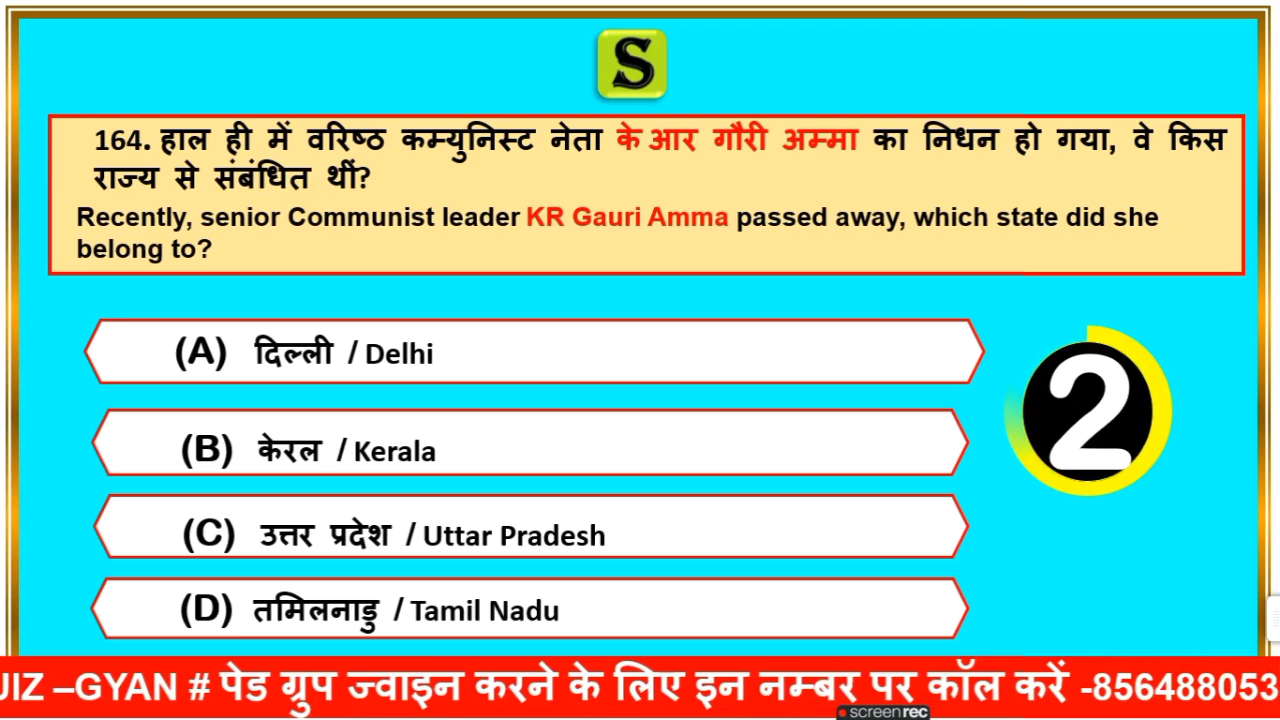 S
164. हाल ही में वरिष्ठ कम्युनिस्ट नेता के आर गौरी अम्मा का निधन हो गया, वे किस
राज्य से संबंधित थीं?
Recently, senior Communist leader KR Gauri Amma passed away, which state did she
belong to?
(A) दिल्ली / Delhi
(B) केरल / Kerala
2
(C) उत्तर प्रदेश / Uttar Pradesh
(D) तमिलनाडु / Tamil Nadu
UIZ –GYAN # पेड ग्रुप ज्वाइन करने के लिए इन नम्बर पर कॉल करें -856488053
screenrec